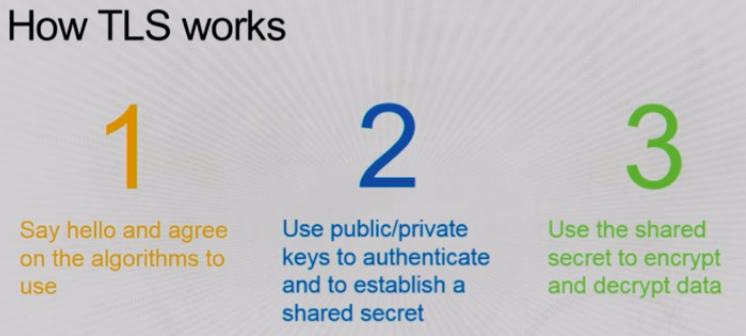 How TLS works
1
Say hello and agree
on the algorithms to
use
2
Use public/private
keys to authenticate
and to establish a
shared secret
3
Use the shared
secret to encrypt
and decrypt data